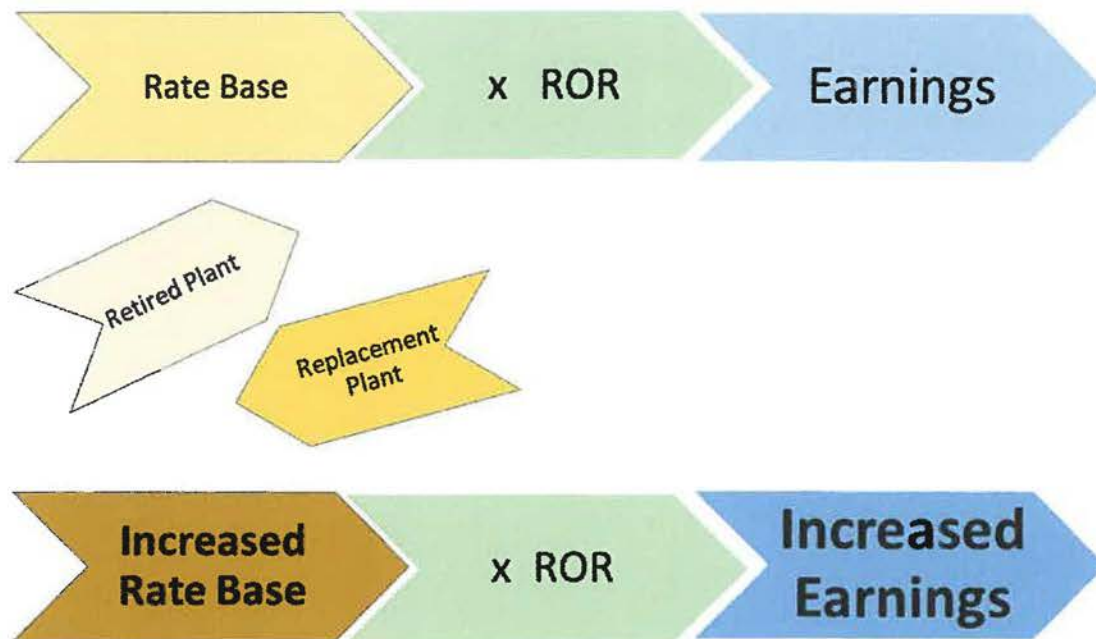 Rate Base
x ROR
Earnings
Retired Plant
Replacement
Plant
Increased
Rate Base
x ROR
Increased
Earnings